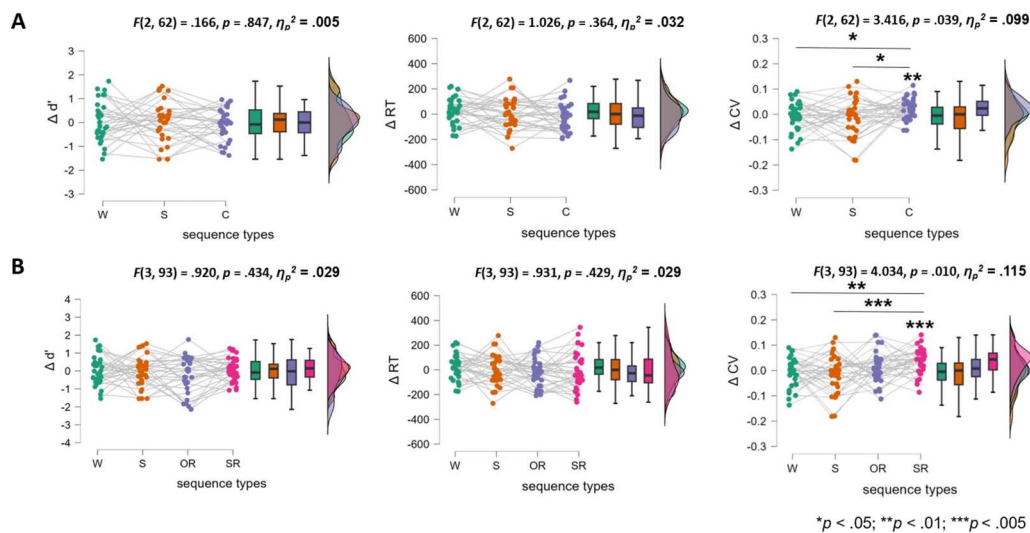 A
F(2, 62) = .166, p = .847, ηp² = .005
F(2, 62) = 1.026, p = .364, ηp² = .032
F(2, 62) = 3.416, p = .039, ηp² = .099
Δ d'
3
2
1
0
-1
-2
-3
W S C
sequence types
Δ RT
600
400
200
0
-200
-400
-600
W S C
sequence types
Δ CV
0.3
0.2
0.1
0.0
-0.1
-0.2
-0.3
*
*
**
W S C
sequence types
B
F(3, 93) = .920, p = .434, ηp² = .029
F(3, 93) = .931, p = .429, ηp² = .029
F(3, 93) = 4.034, p = .010, ηp² = .115
Δ d'
4
3
2
1
0
-1
-2
-3
-4
W S OR SR
sequence types
Δ RT
600
400
200
0
-200
-400
-600
W S OR SR
sequence types
Δ CV
0.3
0.2
0.1
0.0
-0.1
-0.2
-0.3
**
***
***
W S OR SR
sequence types
*p < .05; **p < .01; ***p < .005